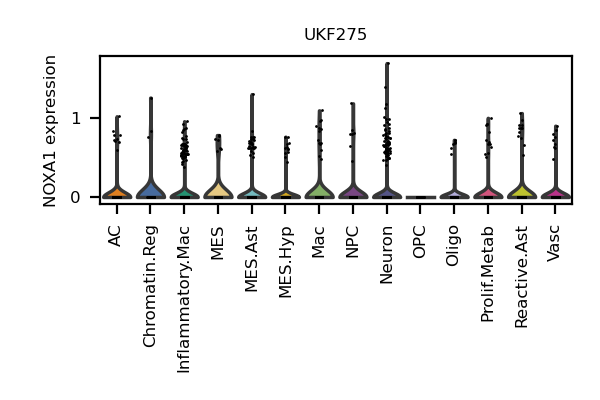 UKF275
NOXA1 expression
1
0
AC
Chromatin.Reg
Inflammatory.Mac
MES
MES.Ast
MES.Hyp
Mac
NPC
Neuron
OPC
Oligo
Prolif.Metab
Reactive.Ast
Vasc